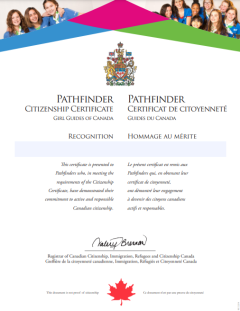 PATHFINDER
CITIZENSHIP CERTIFICATE
GIRL GUIDES OF CANADA
PATHFINDER
CERTIFICAT DE CITOYENNETÉ
GUIDES DU CANADA
RECOGNITION
HOMMAGE AU MÉRITE
This certificate is presented to
Pathfinders who, in meeting the
requirements of the Citizenship
Certificate, have demonstrated their
commitment to active and responsible
Canadian citizenship.
Le présent certificat est remis aux
Pathfinders qui, en obtenant leur
certificat de citoyenneté,
ont démontré leur engagement
à devenir des citoyens canadiens
actifs et responsables.
Registrar of Canadian Citizenship, Immigration, Refugees and Citizenship Canada
Greffière de la citoyenneté canadienne, Immigration, Réfugiés et Citoyenneté Canada
This document is not proof of citizenship.
Ce document n'est pas une preuve de citoyenneté.